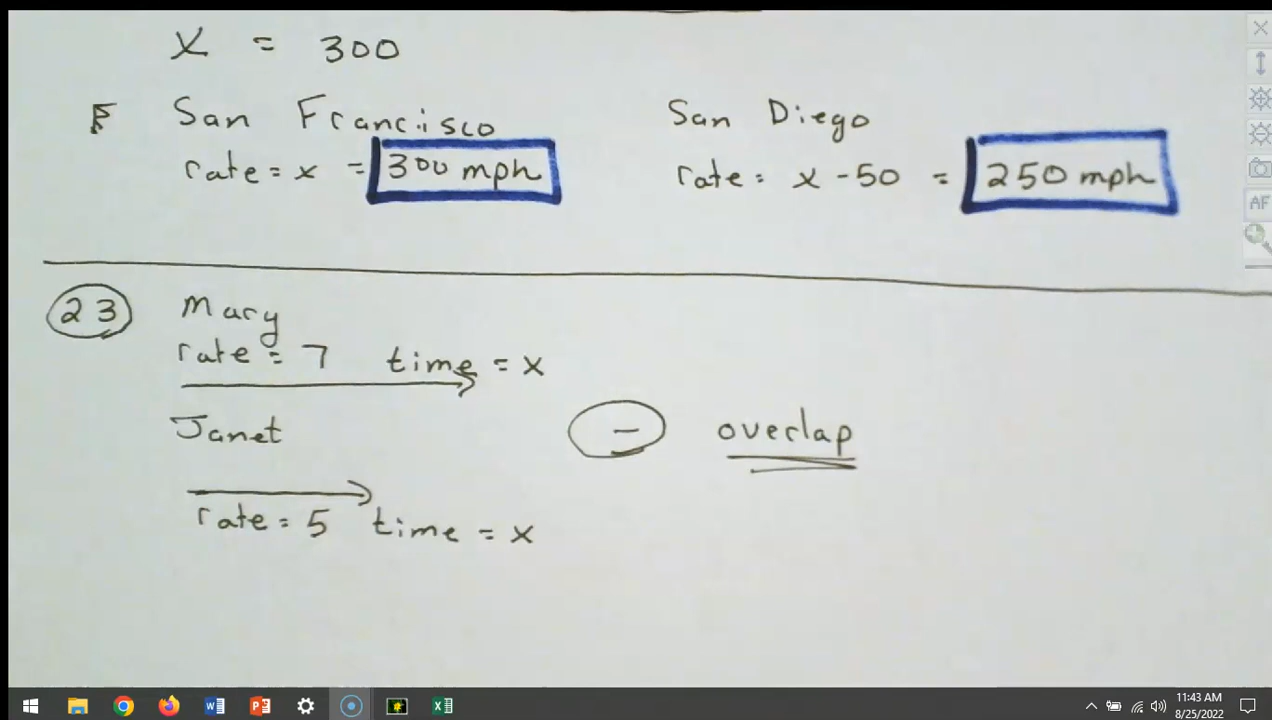 x = 300
San Francisco
rate = x = 300 mph
San Diego
rate = x - 50 = 250 mph
23 Mary
rate = 7 time = x
Janet
rate = 5 time = x
- overlap
AF
11:43 AM
8/25/2022